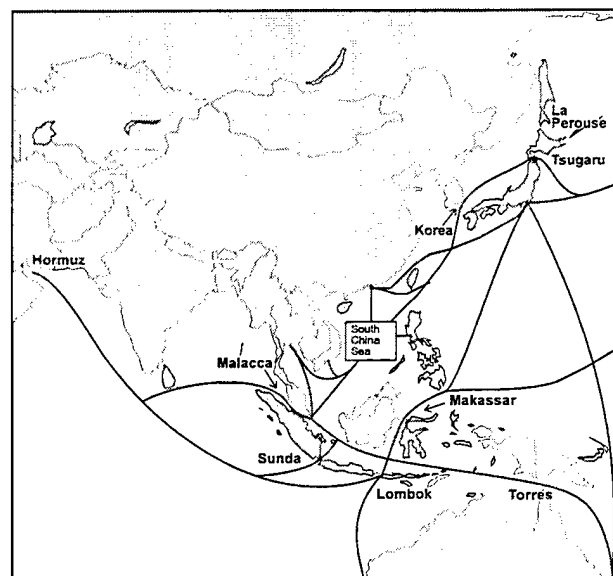 La
Perouse
Tsugaru
Korea
Hormuz
South
China
Sea
Malacca
Makassar
Sunda
Lombok
Torres